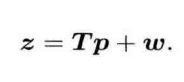 z = Tp + w.